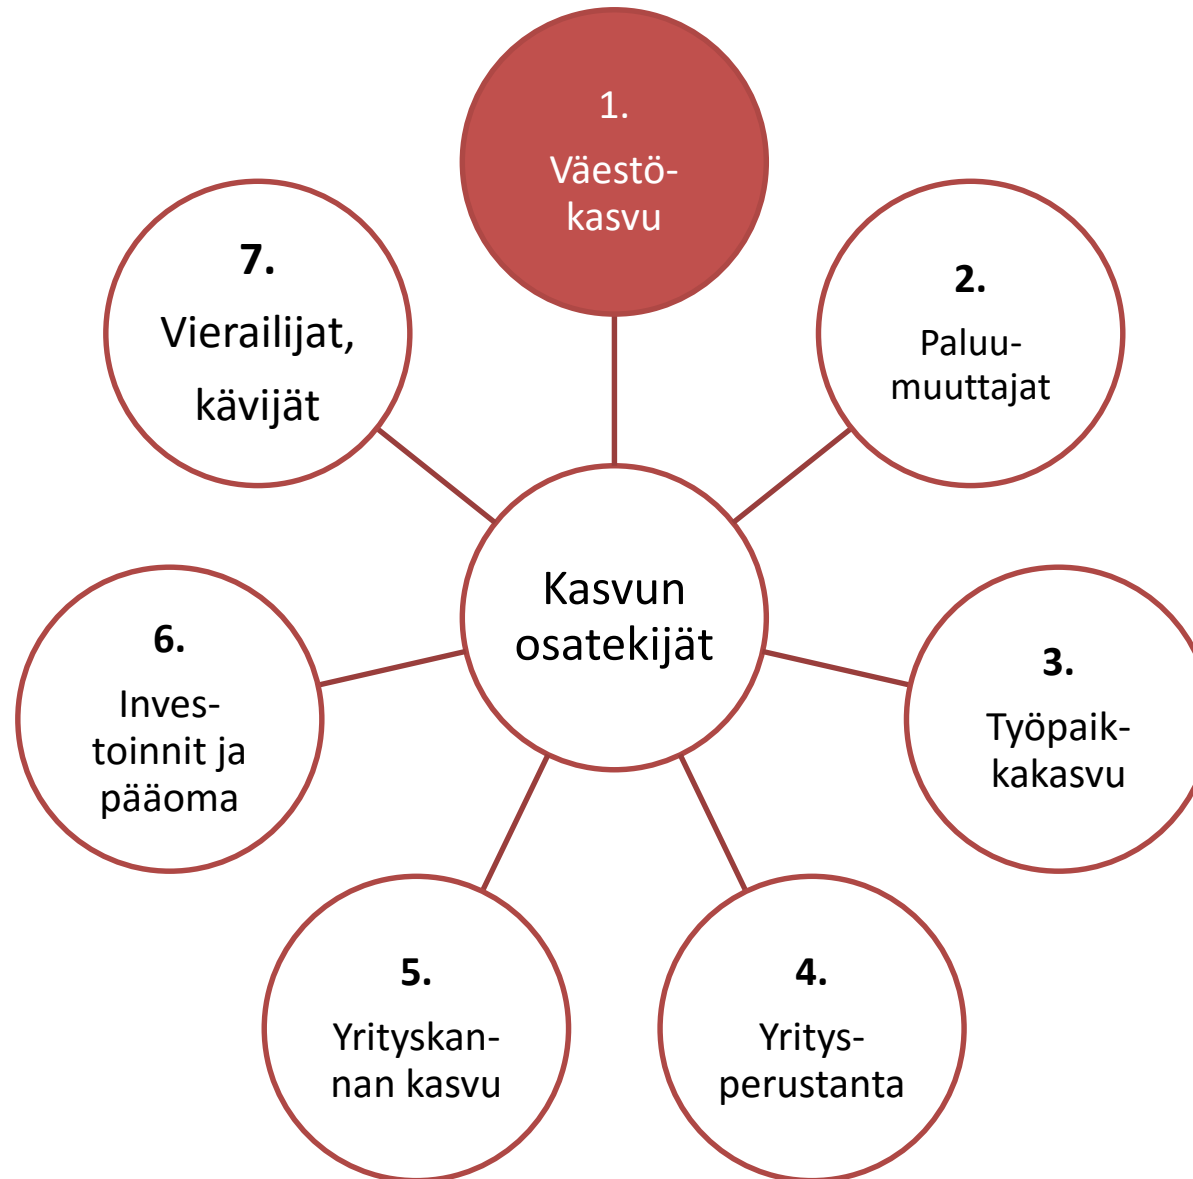 1.
Väestö-
kasvu
2.
Paluu-
muuttajat
3.
Työpaik-
kakasvu
4.
Yritys-
perustanta
5.
Yrityskan-
nan kasvu
6.
Inves-
toinnit ja
pääoma
7.
Vierailijat,
kävijät
Kasvun
osatekijät